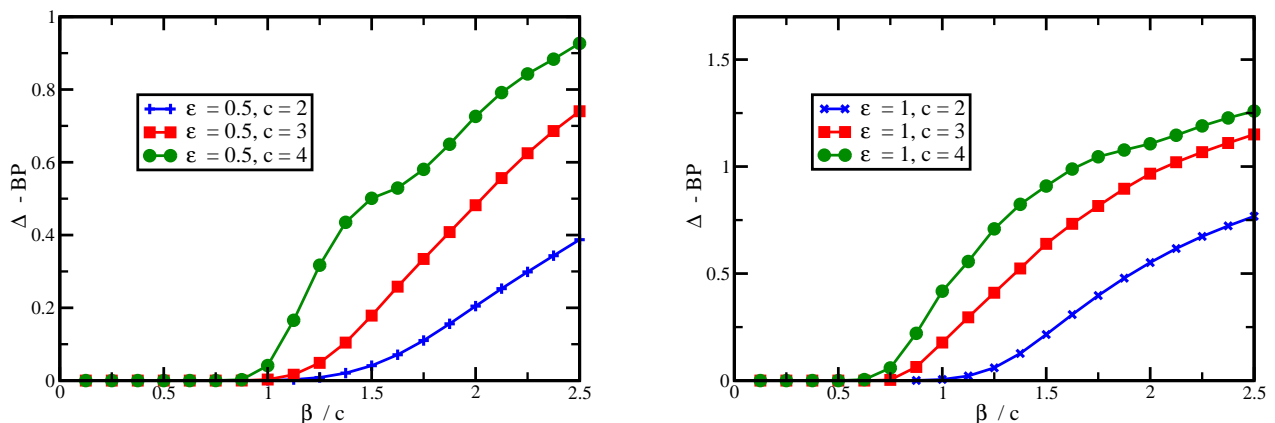 1
0.8
0.6
0.4
0.2
0
Δ - BP
ε = 0.5, c = 2
ε = 0.5, c = 3
ε = 0.5, c = 4
0 0.5 1 1.5 2 2.5
β / c
1.5
1
0.5
0
Δ - BP
ε = 1, c = 2
ε = 1, c = 3
ε = 1, c = 4
0 0.5 1 1.5 2 2.5
β / c